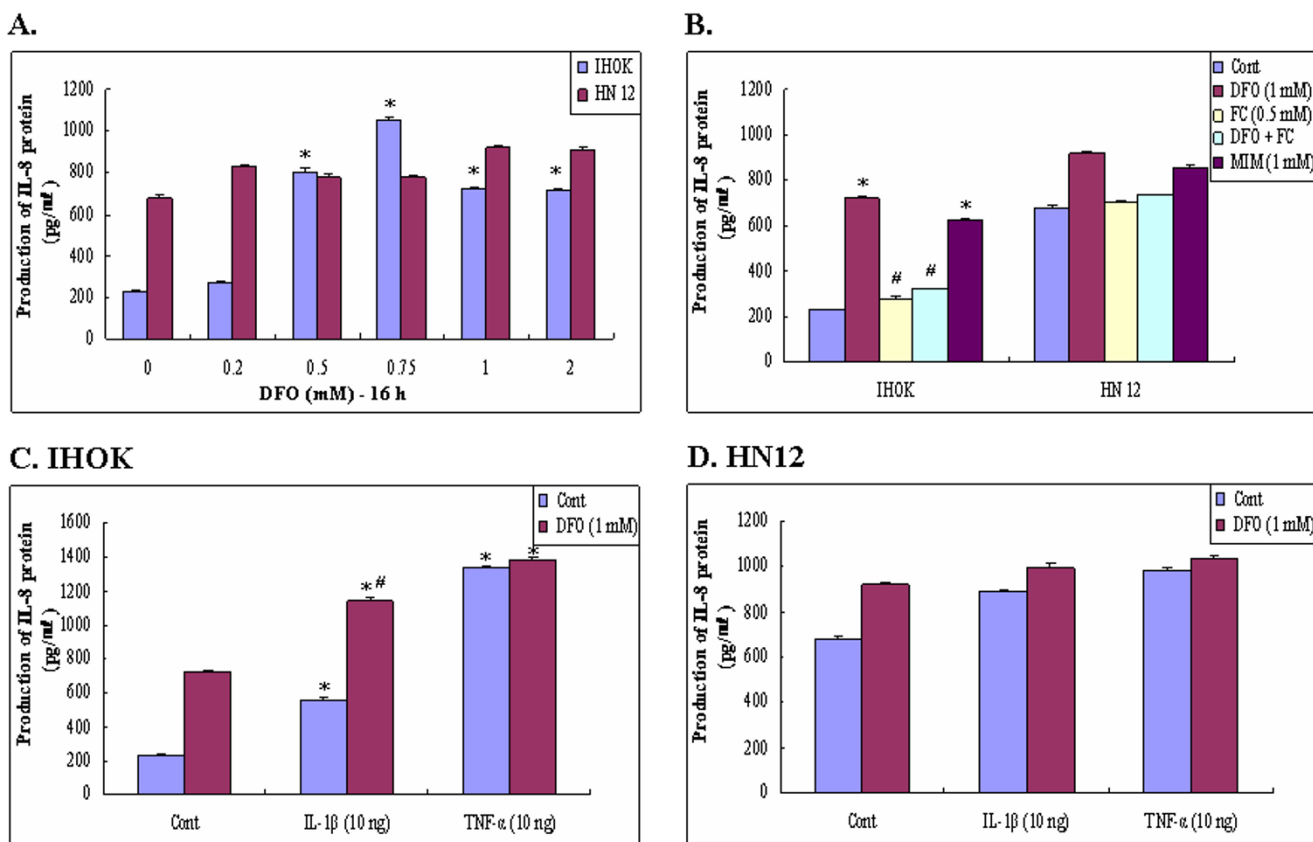 A.
IHOK
HN 12
Production of IL-8 protein
(pg/㎖)
1200
1000
800
600
400
200
0
*
*
*
*
0 0.2 0.5 0.75 1 2
DFO (mM) - 16 h
B.
Cont
DFO (1 mM)
FC (0.5 mM)
DFO + FC
MIM (1 mM)
Production of IL-8 protein
(pg/㎖)
1200
1000
800
600
400
200
0
*
#
#
*
IHOK HN 12
C. IHOK
Cont
DFO (1 mM)
Production of IL-8 protein
(pg/㎖)
1600
1400
1200
1000
800
600
400
200
0
*
*#
*
*
Cont IL-1β (10 ng) TNF-α (10 ng)
D. HN12
Cont
DFO (1 mM)
Production of IL-8 protein
(pg/㎖)
1200
1000
800
600
400
200
0
Cont IL-1β (10 ng) TNF-α (10 ng)